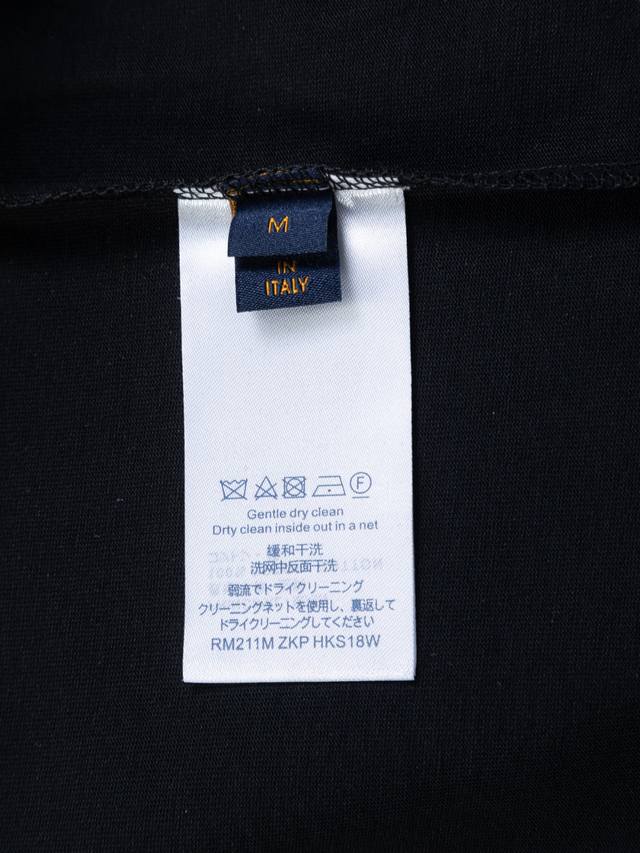 M
IN
ITALY
F
Gentle dry clean
Drty clean inside out in a net
缓和干洗
洗网中反面干洗
弱流でドライクリーニング
クリーニングネットを使用し、裏返して
ドライクリーニングしてください
RM211M ZKP HKS18W